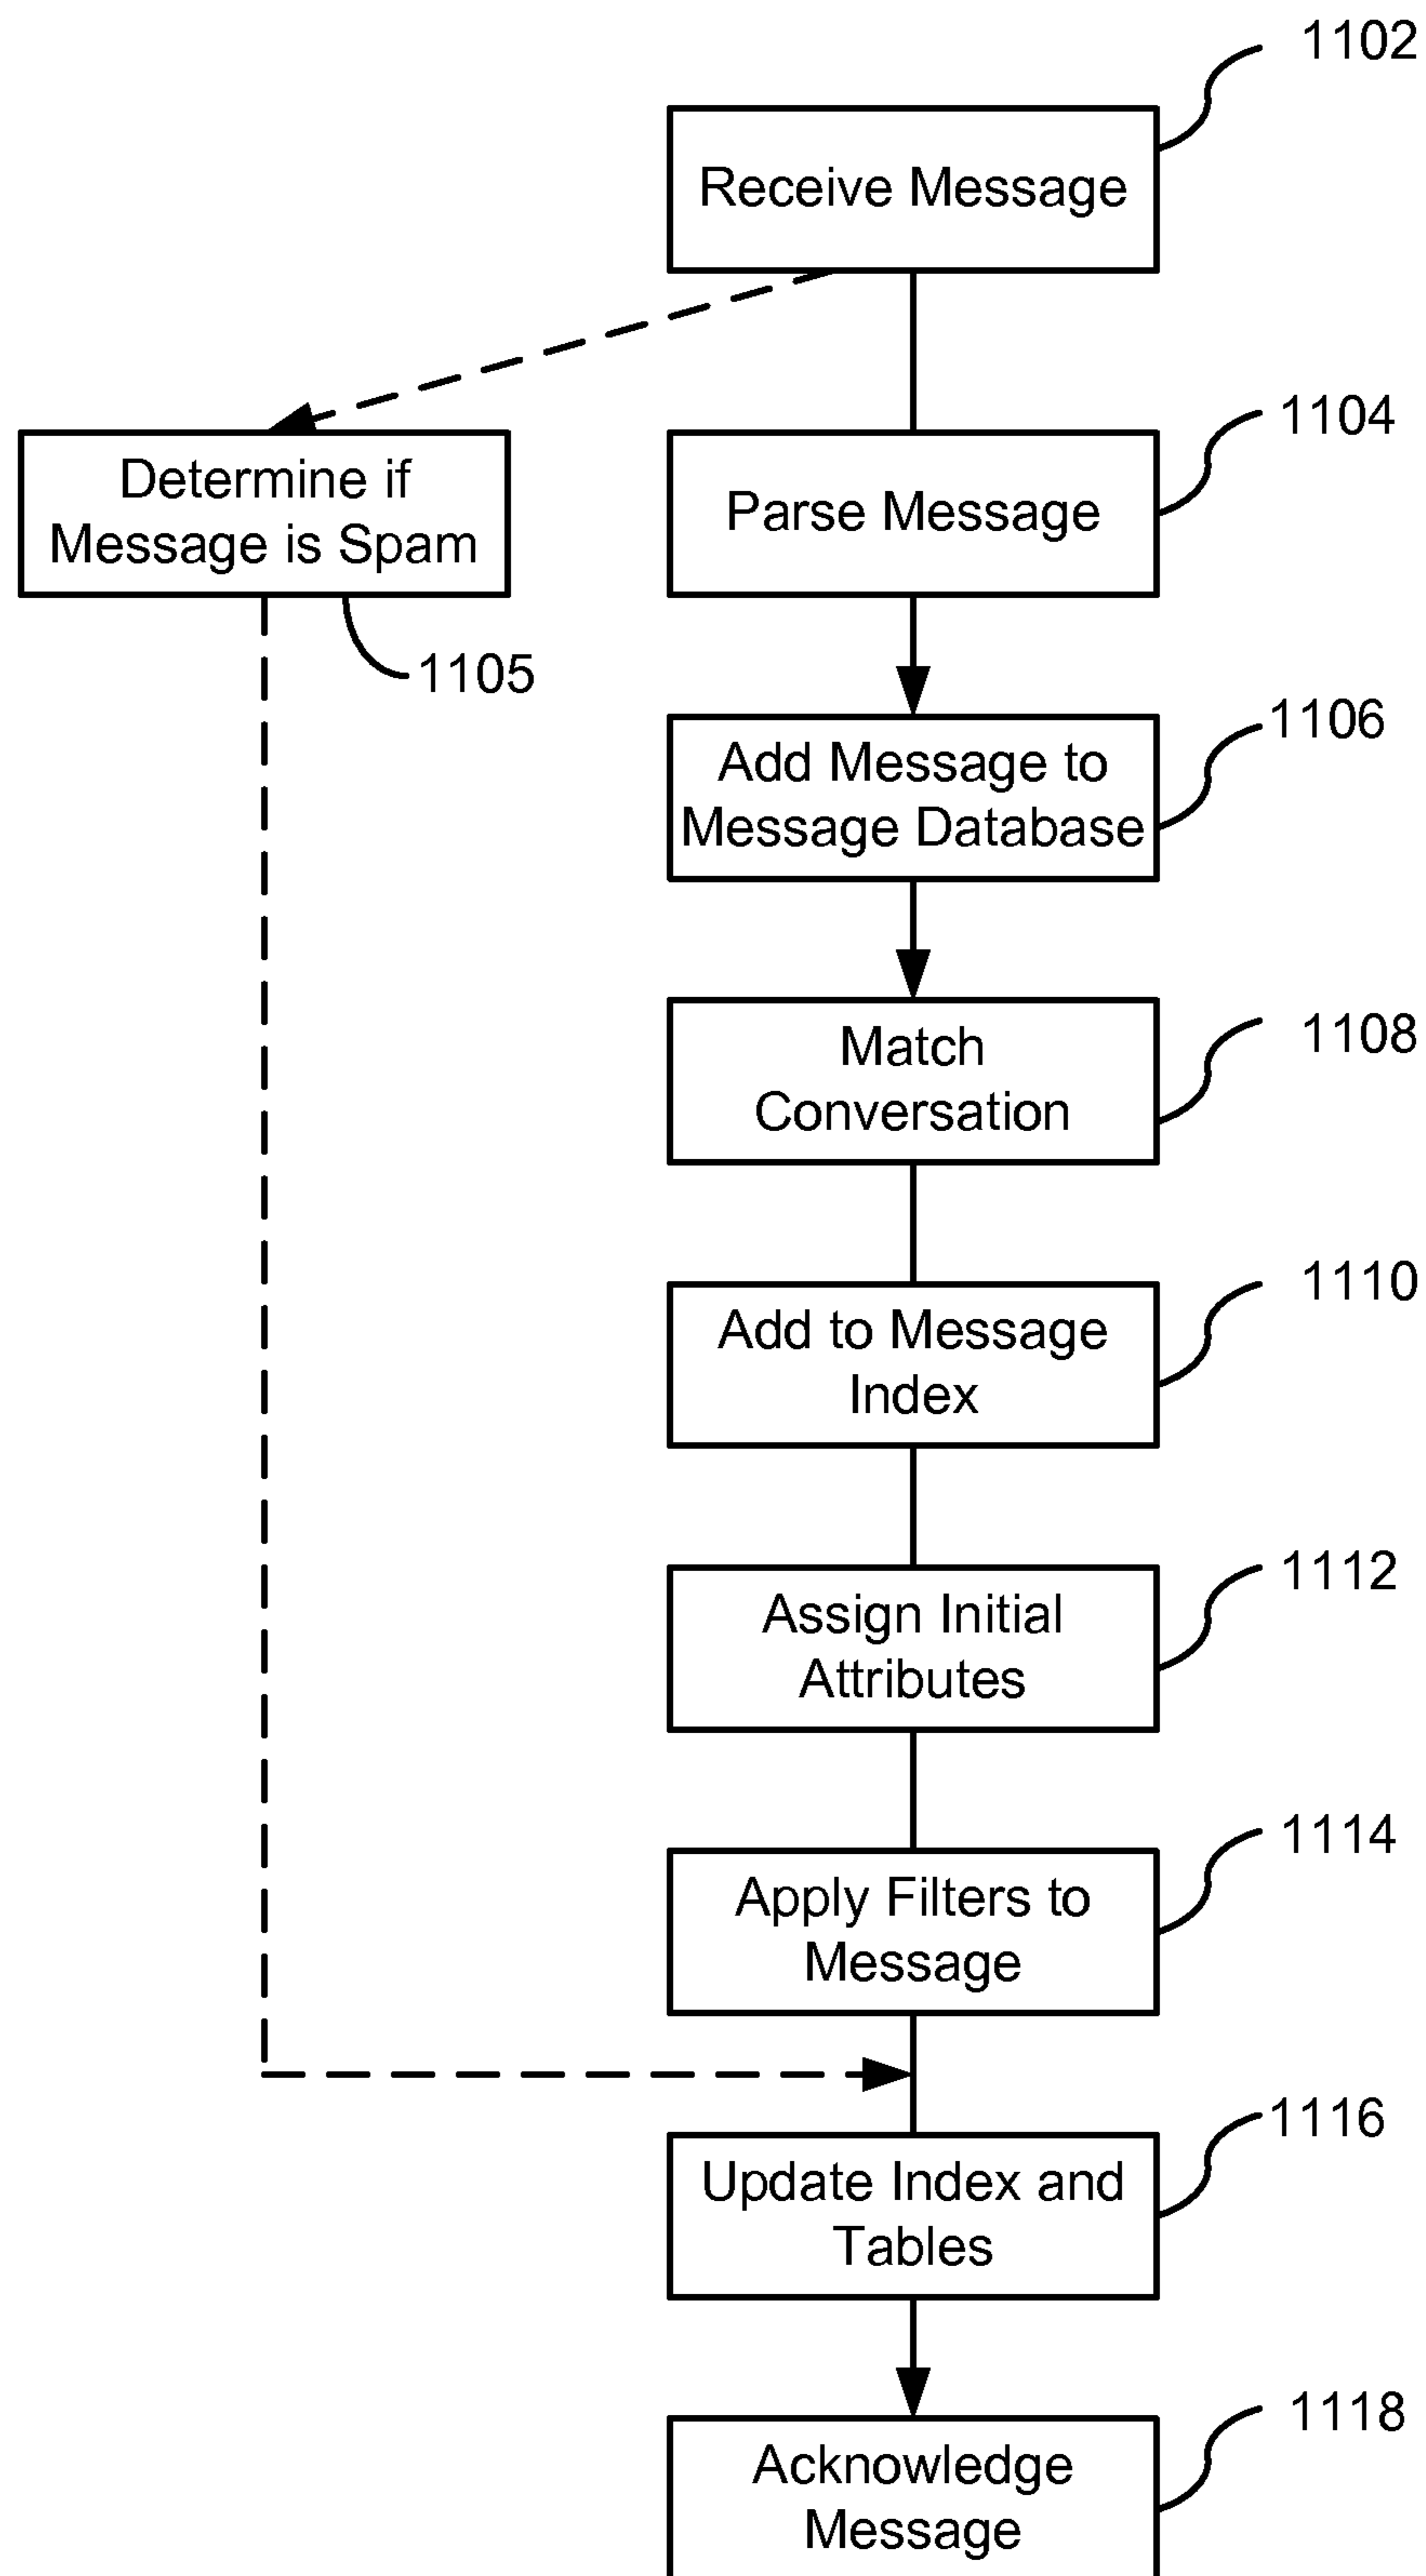 1102
Receive Message
1104
Parse Message
Determine if
Message is Spam
1105
1106
Add Message to
Message Database
1108
Match
Conversation
1110
Add to Message
Index
1112
Assign Initial
Attributes
1114
Apply Filters to
Message
1116
Update Index and
Tables
1118
Acknowledge
Message